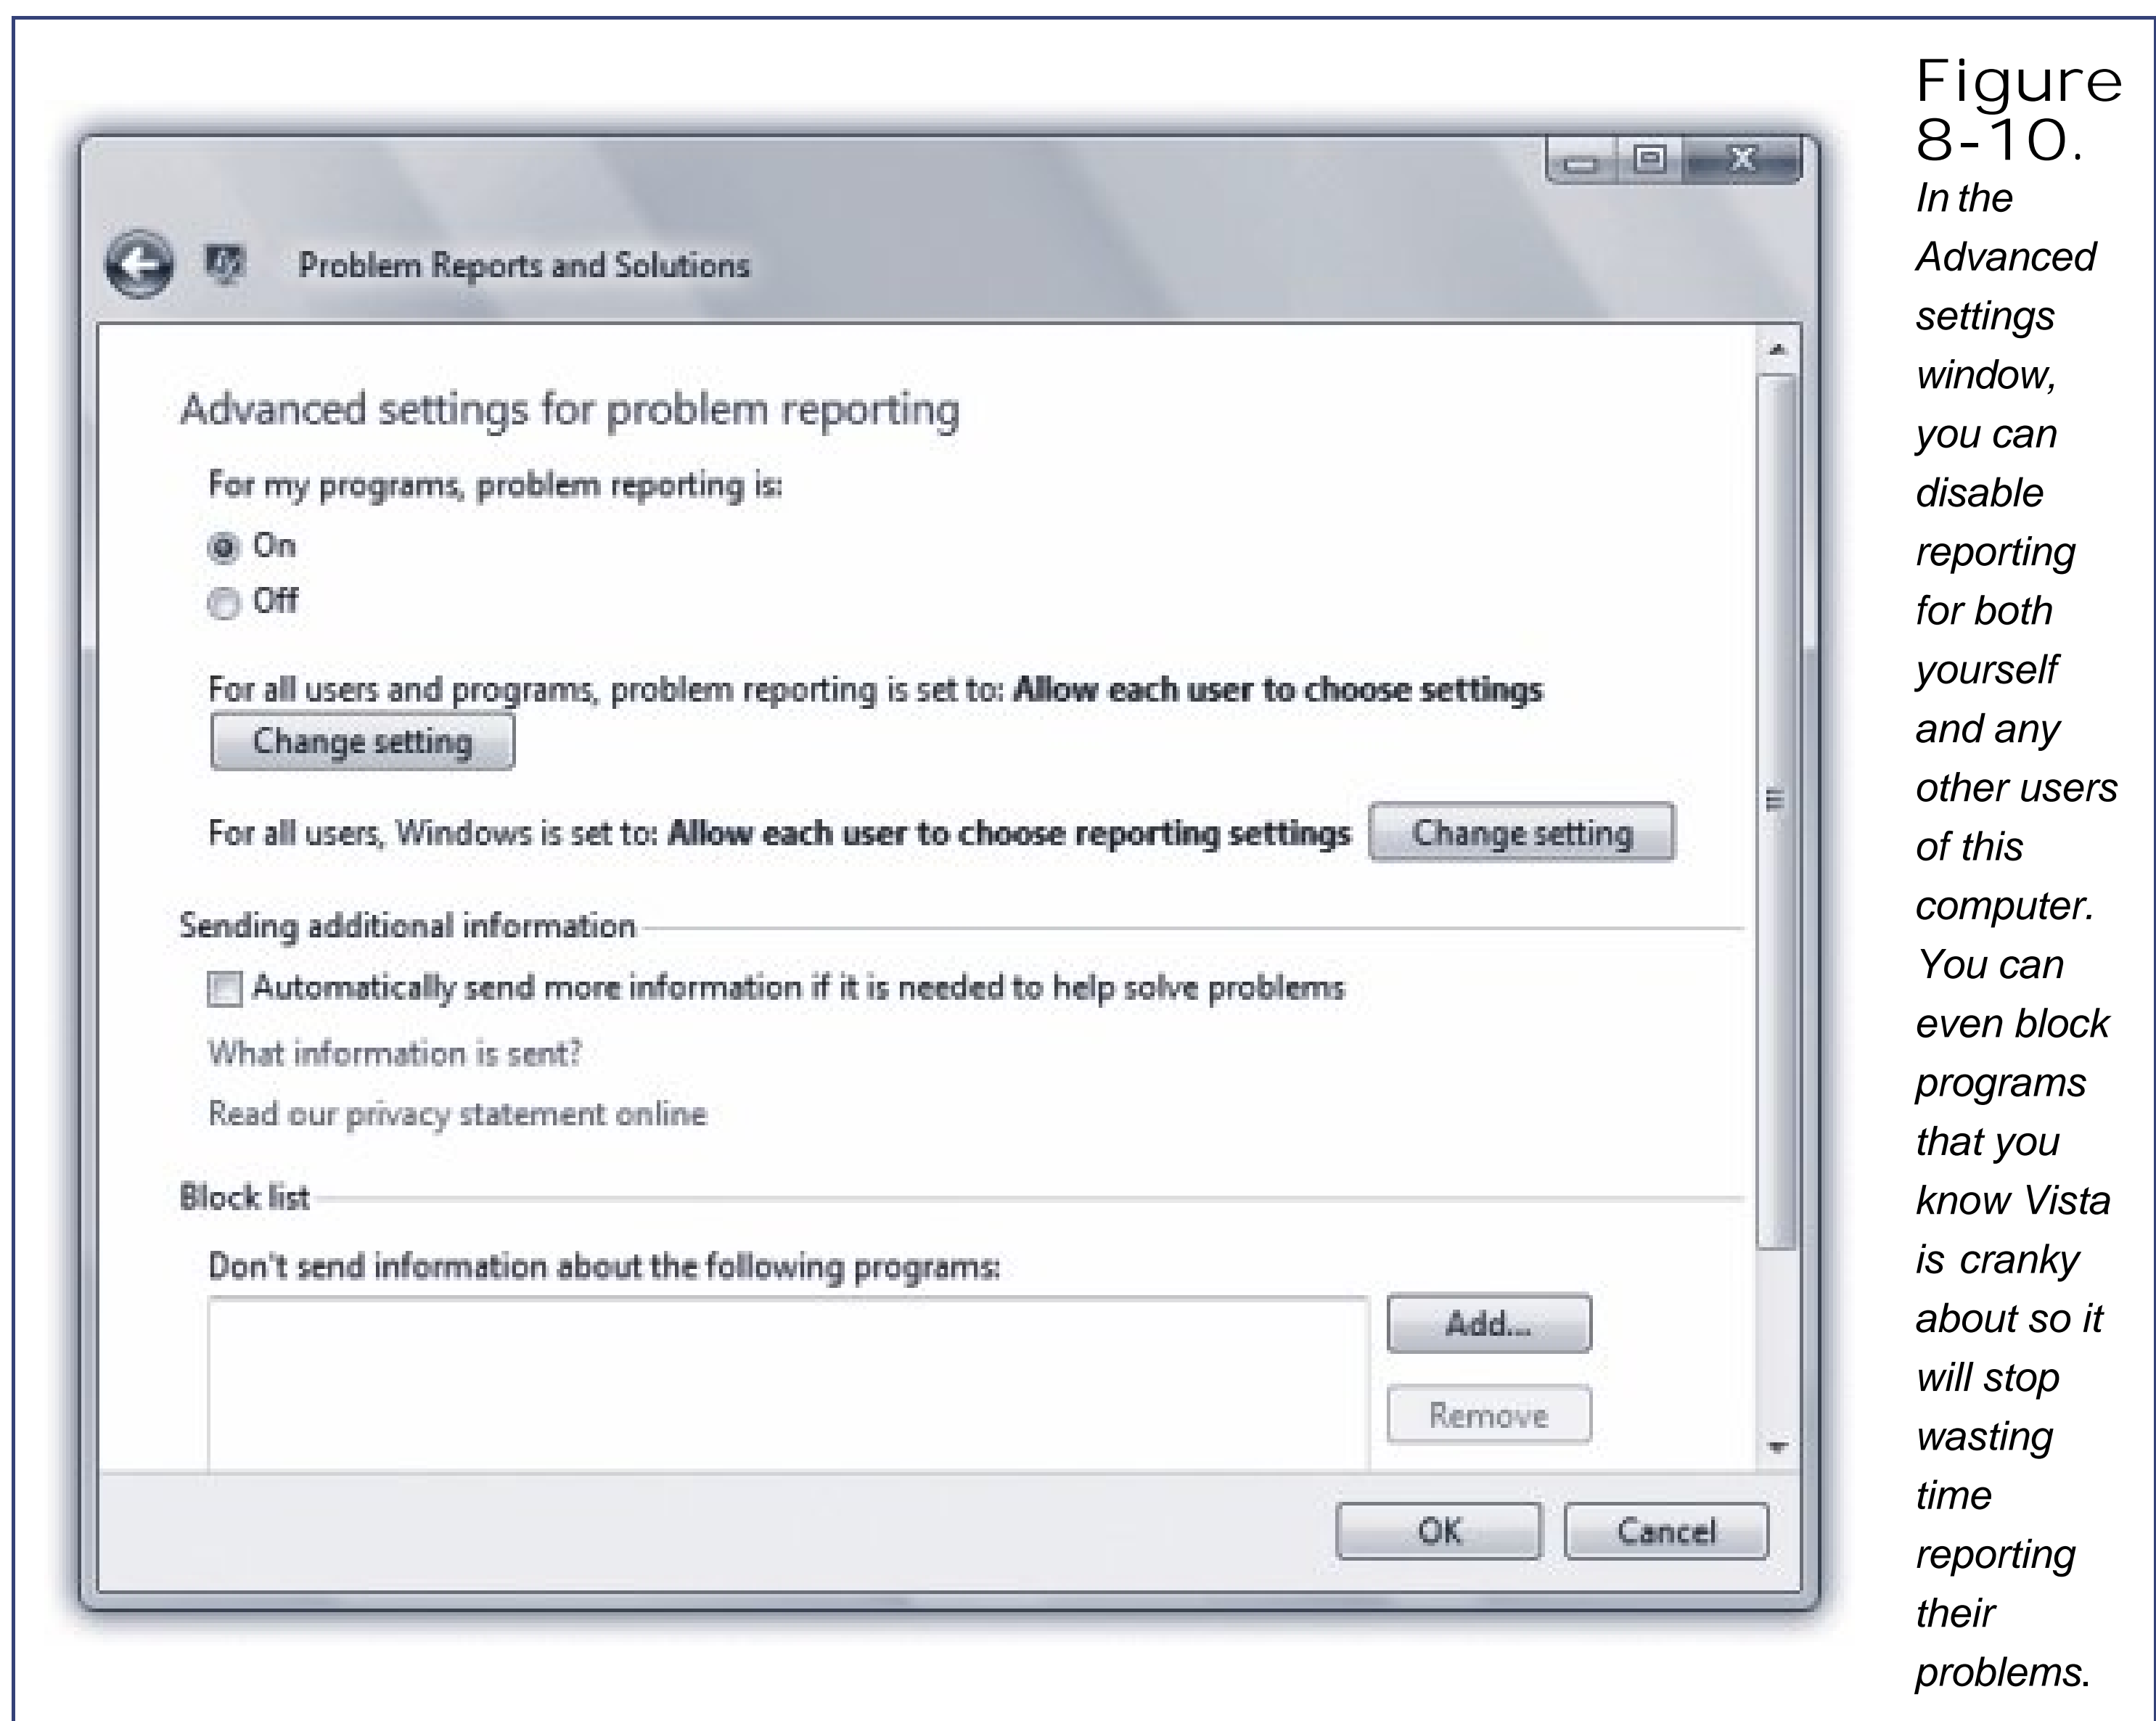 Problem Reports and Solutions
Advanced settings for problem reporting
For my programs, problem reporting is:
On
Off
For all users and programs, problem reporting is set to: Allow each user to choose settings
Change setting
For all users, Windows is set to: Allow each user to choose reporting settings Change setting
Sending additional information
Automatically send more information if it is needed to help solve problems
What information is sent?
Read our privacy statement online
Block list
Don't send information about the following programs:
Add...
Remove
OK Cancel
Figure
8-10.
In the
Advanced
settings
window,
you can
disable
reporting
for both
yourself
and any
other users
of this
computer.
You can
even block
programs
that you
know Vista
is cranky
about so it
will stop
wasting
time
reporting
their
problems.